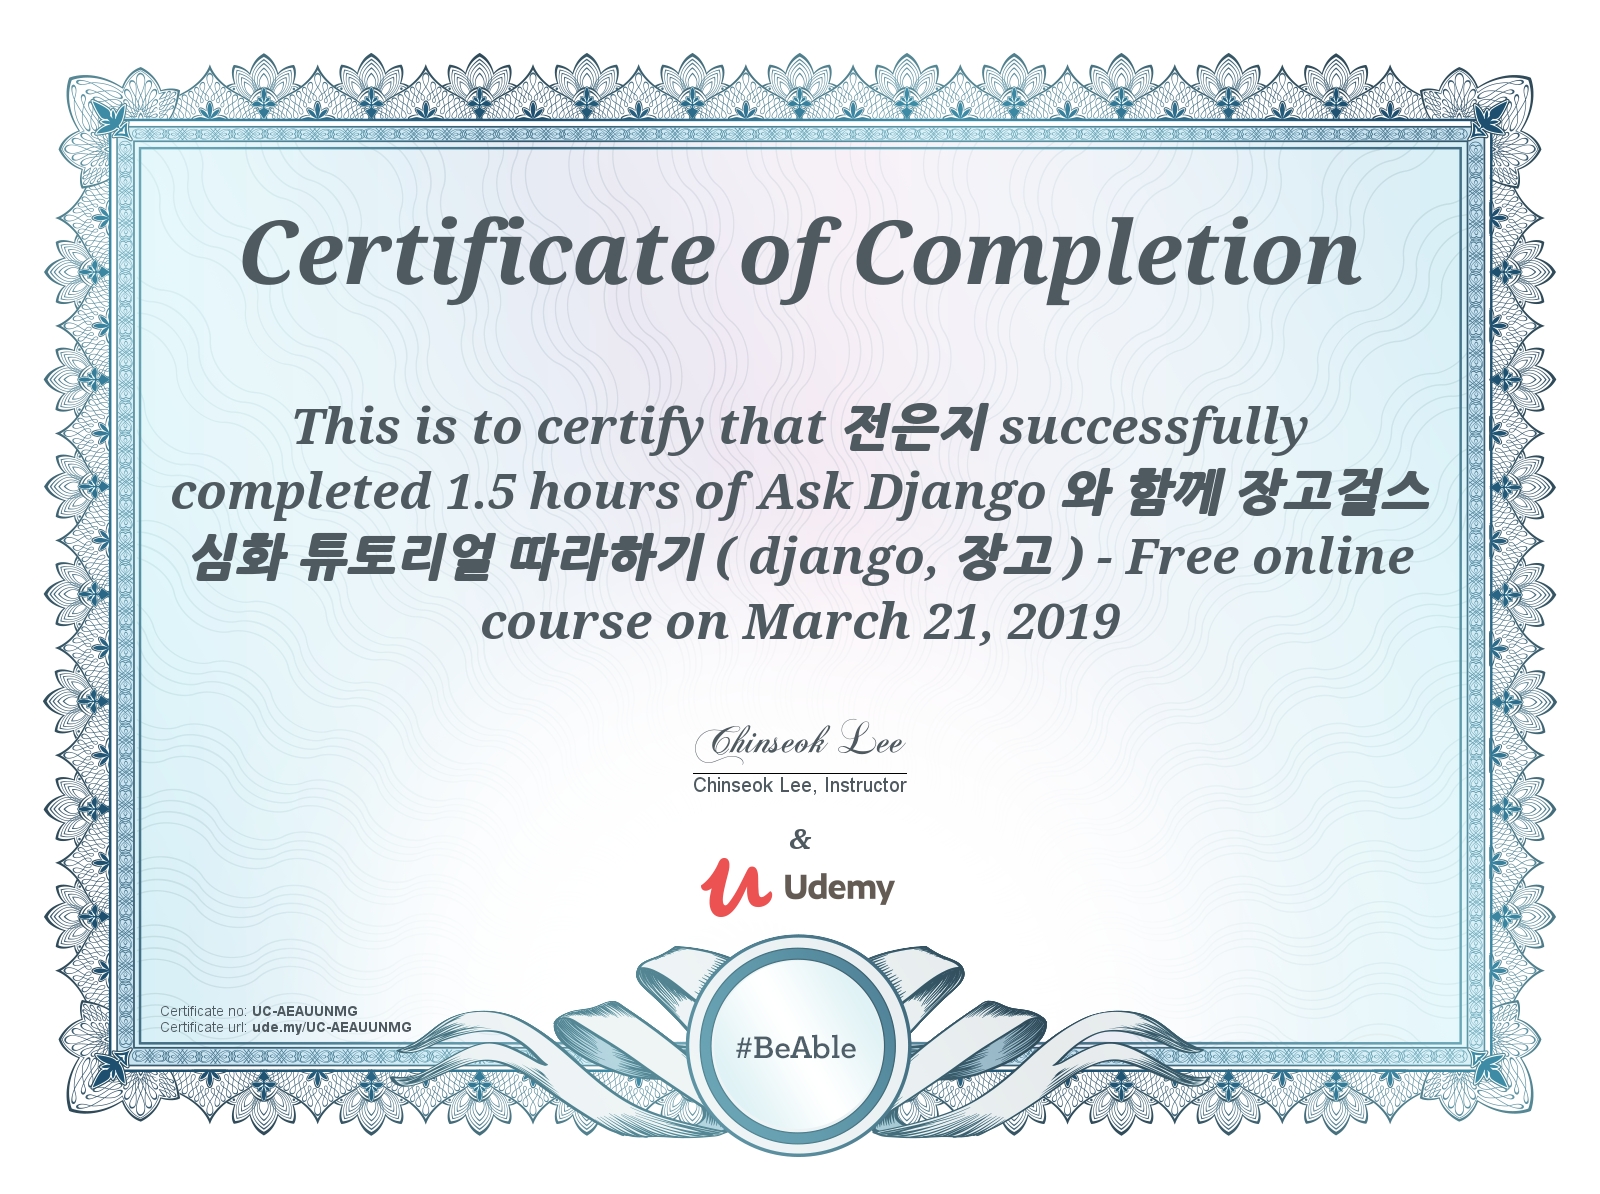 Certificate of Completion
This is to certify that 전은지 successfully
completed 1.5 hours of Ask Django 와 함께 장고걸스
심화 튜토리얼 따라하기 ( django, 장고 ) - Free online
course on March 21, 2019
Chinseok Lee
Chinseok Lee, Instructor
&
Udemy
Certificate no: UC-AEAUUNMG
Certificate url: ude.my/UC-AEAUUNMG
#BeAble